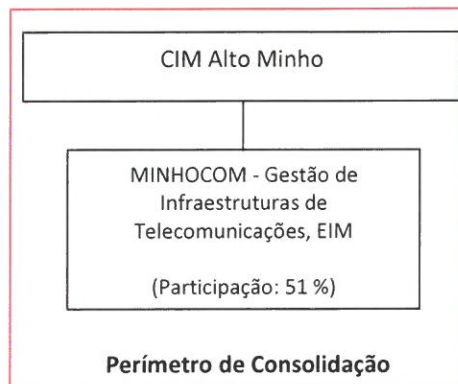 CIM Alto Minho
MINHOCOM - Gestão de
Infraestruturas de
Telecomunicações, EIM
(Participação: 51 %)
Perímetro de Consolidação